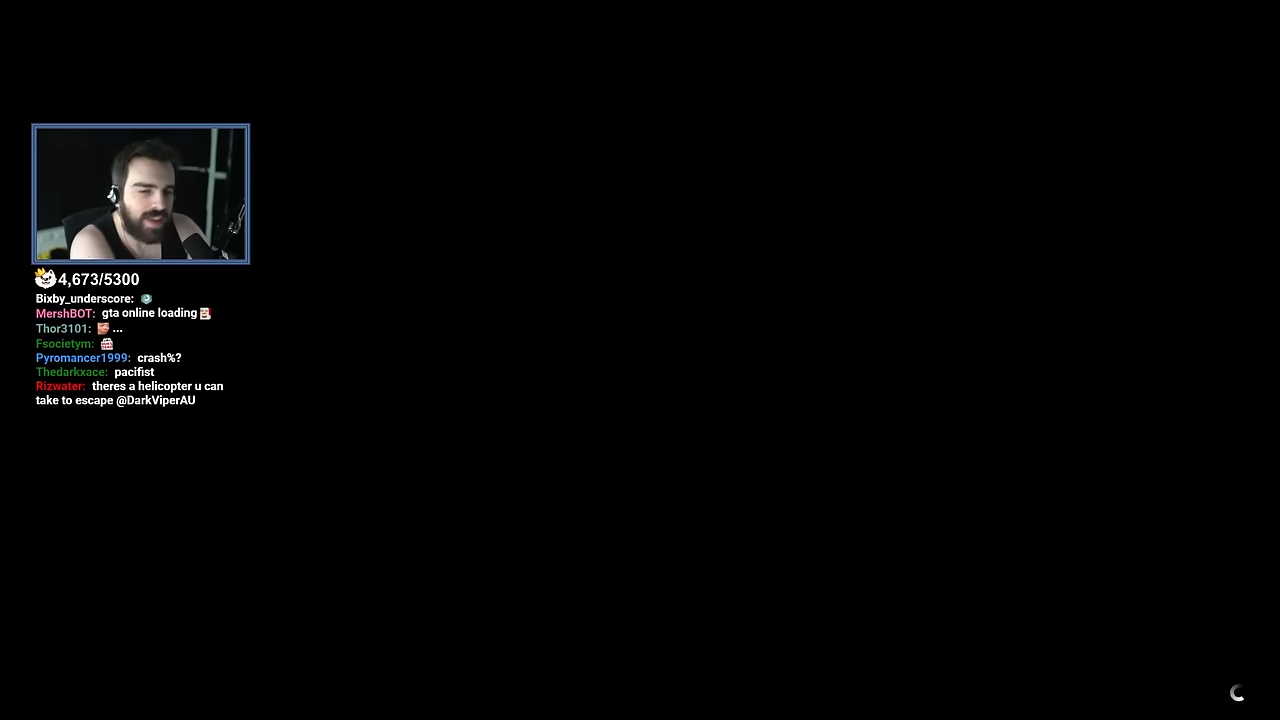 4,673/5300
Bixby_underscore:
MershBOT: gta online loading
Thor3101: ...
Fsocietym:
Pyromancer1999: crash%?
Thedarkxace: pacifist
Rizwater: theres a helicopter u can
take to escape @DarkViperAU